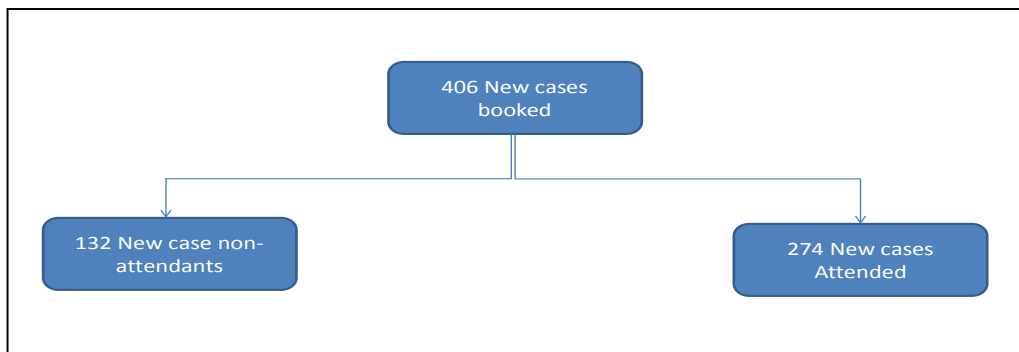 406 New cases
booked
132 New case non-
attendants
274 New cases
Attended